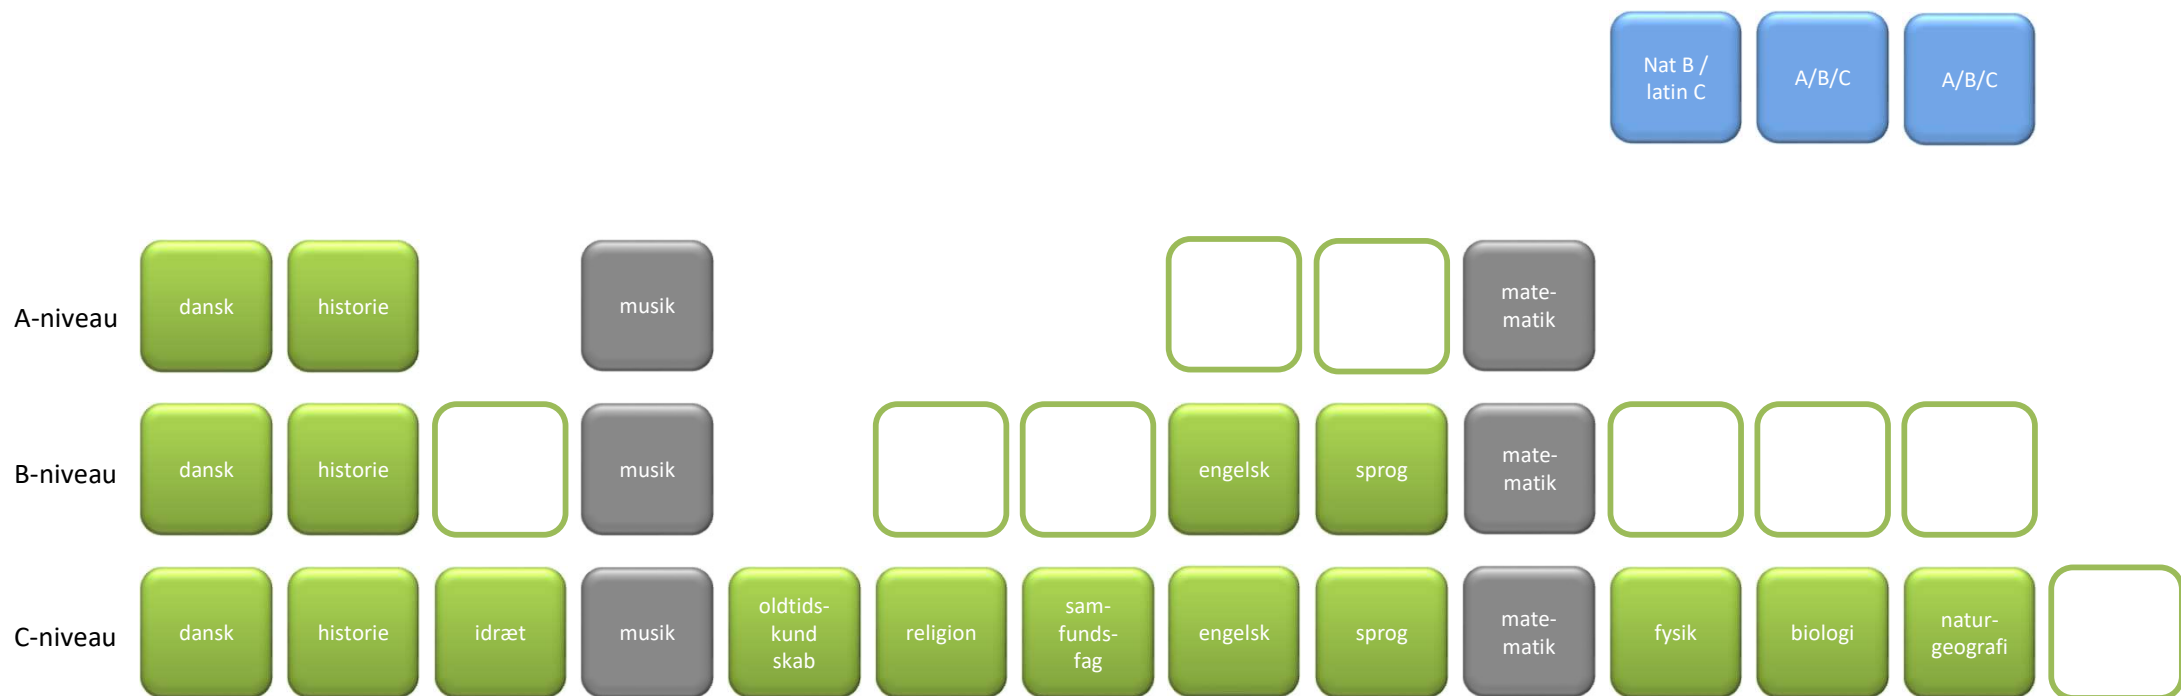 Nat B /
latin C
A/B/C
A/B/C
A-niveau
dansk
historie
musik
mate-
matik
B-niveau
dansk
historie
musik
engelsk
sprog
mate-
matik
C-niveau
dansk
historie
idræt
musik
oldtids-
kund
skab
religion
sam-
funds-
fag
engelsk
sprog
mate-
matik
fysik
biologi
natur-
geografi